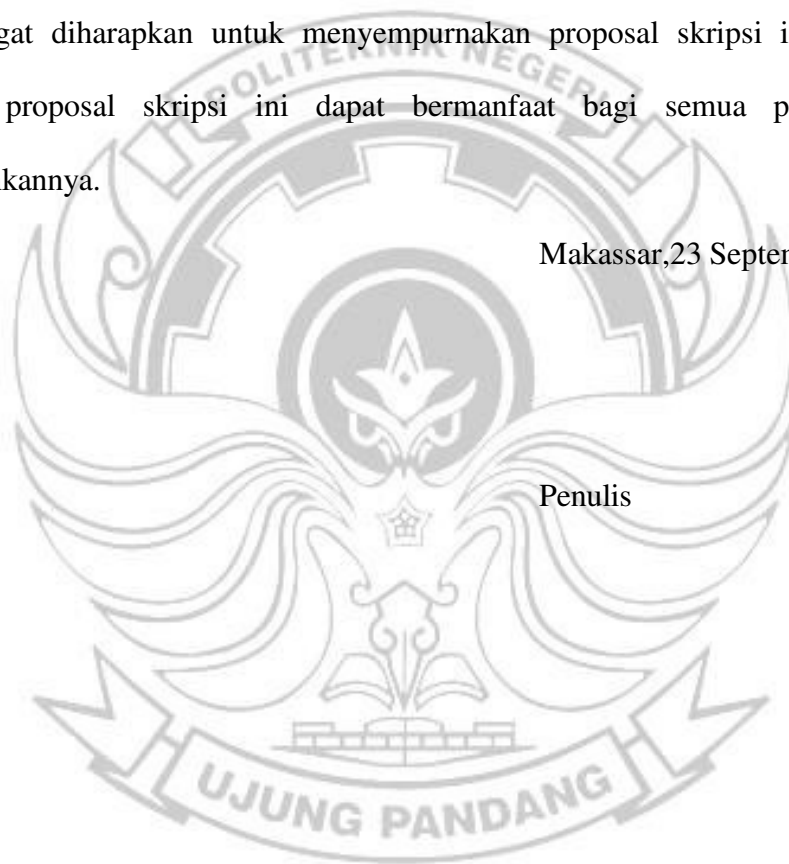 gat diharapkan untuk menyempurnakan proposal skripsi i
POLITEKNIK NEGERI
proposal skripsi ini dapat bermanfaat bagi semua p
kannya.
Makassar,23 Septe
Penulis
UJUNG PANDANG